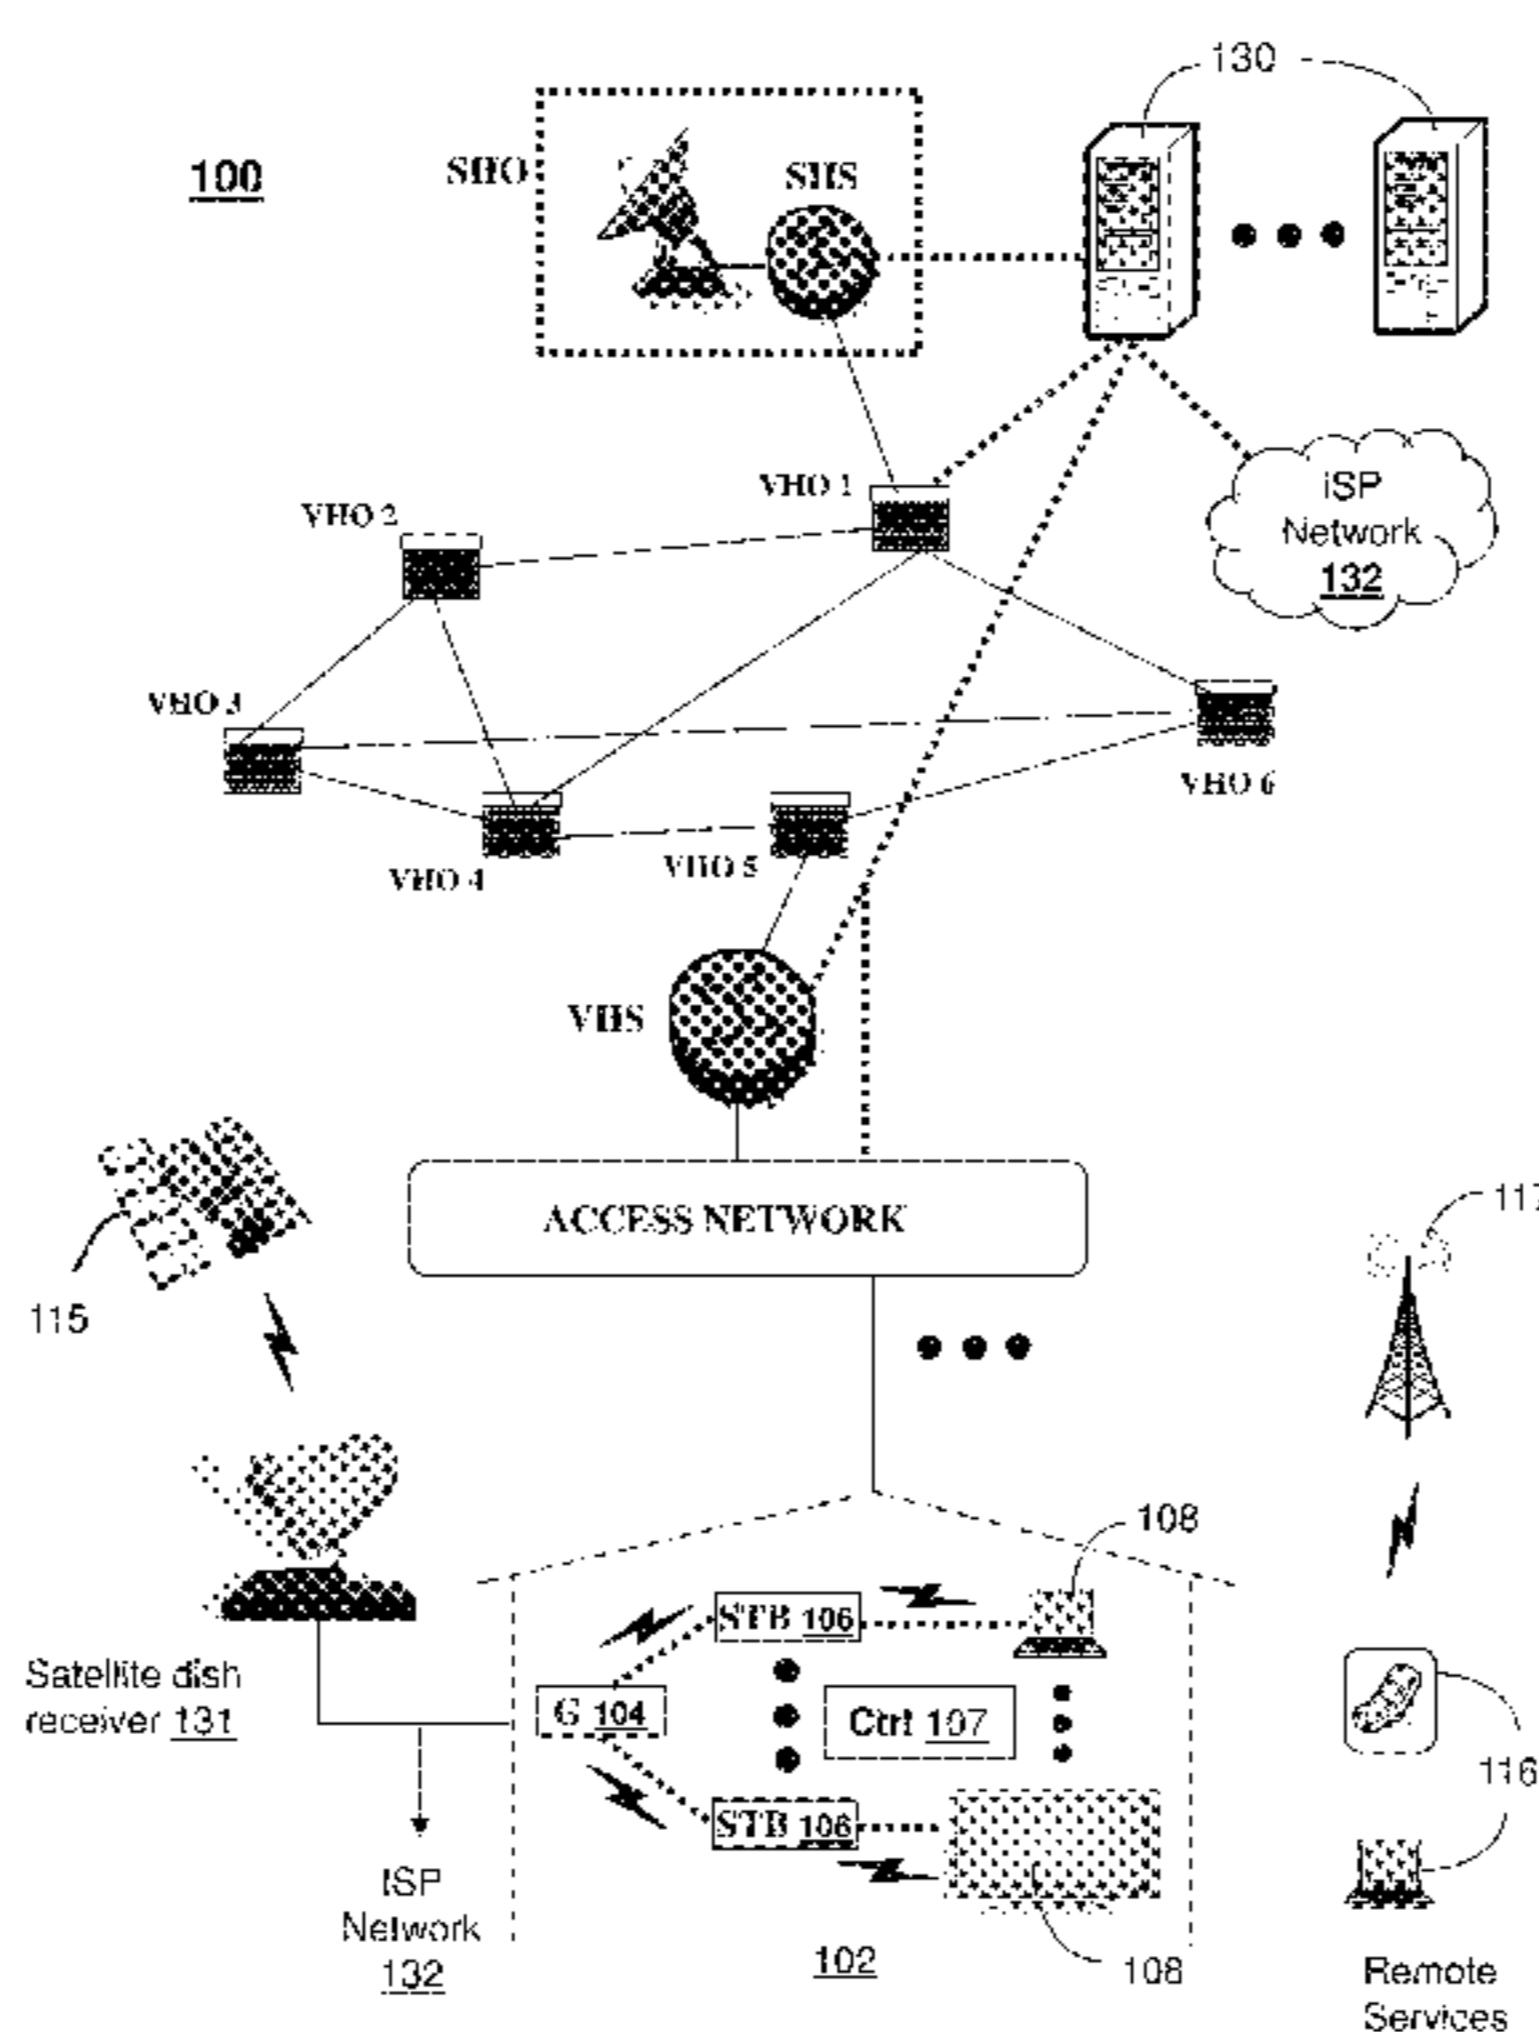 130
100
SHO
SHS
VHO 1
iSP
Network
132
VHO 2
VHO 3
VHO 6
VHO 4
VHO 5
VHS
ACCESS NETWORK
117
115
108
STB 106
Satellite dish
receiver 131
G 104
Ctrl 107
116
STB 106
ISP
Network
132
102
108
Remote
Services